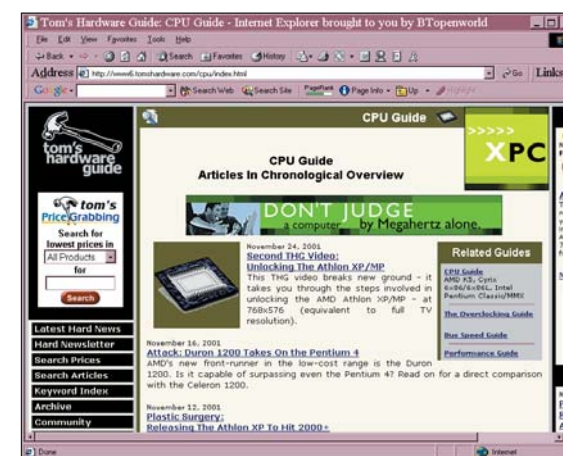 Tom's Hardware Guide: CPU Guide - Internet Explorer brought to you by BTopenworld
File Edit View Favorites Tools Help
Back Search Favorites History
Address http://www6.tomshardware.com/cpu/index.html Go Links
Google Search Web Search Site PageRank Page Info Up Highlight
tom's
hardware
guide
tom's
PriceGrabbing
Search for
lowest prices in
All Products
for
Search
Latest Hard News
Hard Newsletter
Search Prices
Search Articles
Keyword Index
Archive
Community
CPU Guide
>>>>>
XPC
CPU Guide
Articles In Chronological Overview
DON'T JUDGE
a computer by Megahertz alone.
November 24, 2001
Second THG Video:
Unlocking The Athlon XP/MP
This THG video breaks new ground - it
takes you through the steps involved in
unlocking the AMD Athlon XP/MP - at
768x576 (equivalent to full TV
resolution).
Related Guides
CPU Guide
AMD K5, Cyrix
6x86/6x86L, Intel
Pentium Classic/MMX
The Overclocking Guide
Bus Speed Guide
Performance Guide
November 16, 2001
Attack: Duron 1200 Takes On the Pentium 4
AMD's new front-runner in the low-cost range is the Duron
1200. Is it capable of surpassing even the Pentium 4? Read on for a direct comparison
with the Celeron 1200.
November 12, 2001
Plastic Surgery:
Releasing The Athlon XP To Hit 2000+
Done Internet